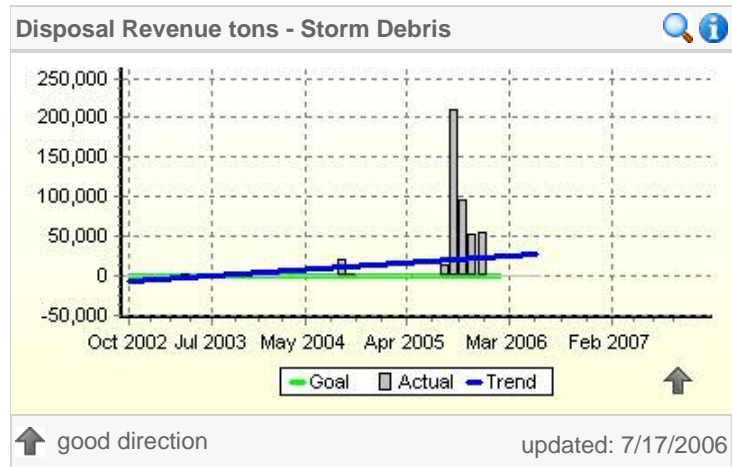 Disposal Revenue tons - Storm Debris
250,000
200,000
150,000
100,000
50,000
0
-50,000
Oct 2002 Jul 2003 May 2004 Apr 2005 Mar 2006 Feb 2007
Goal Actual Trend
good direction updated: 7/17/2006